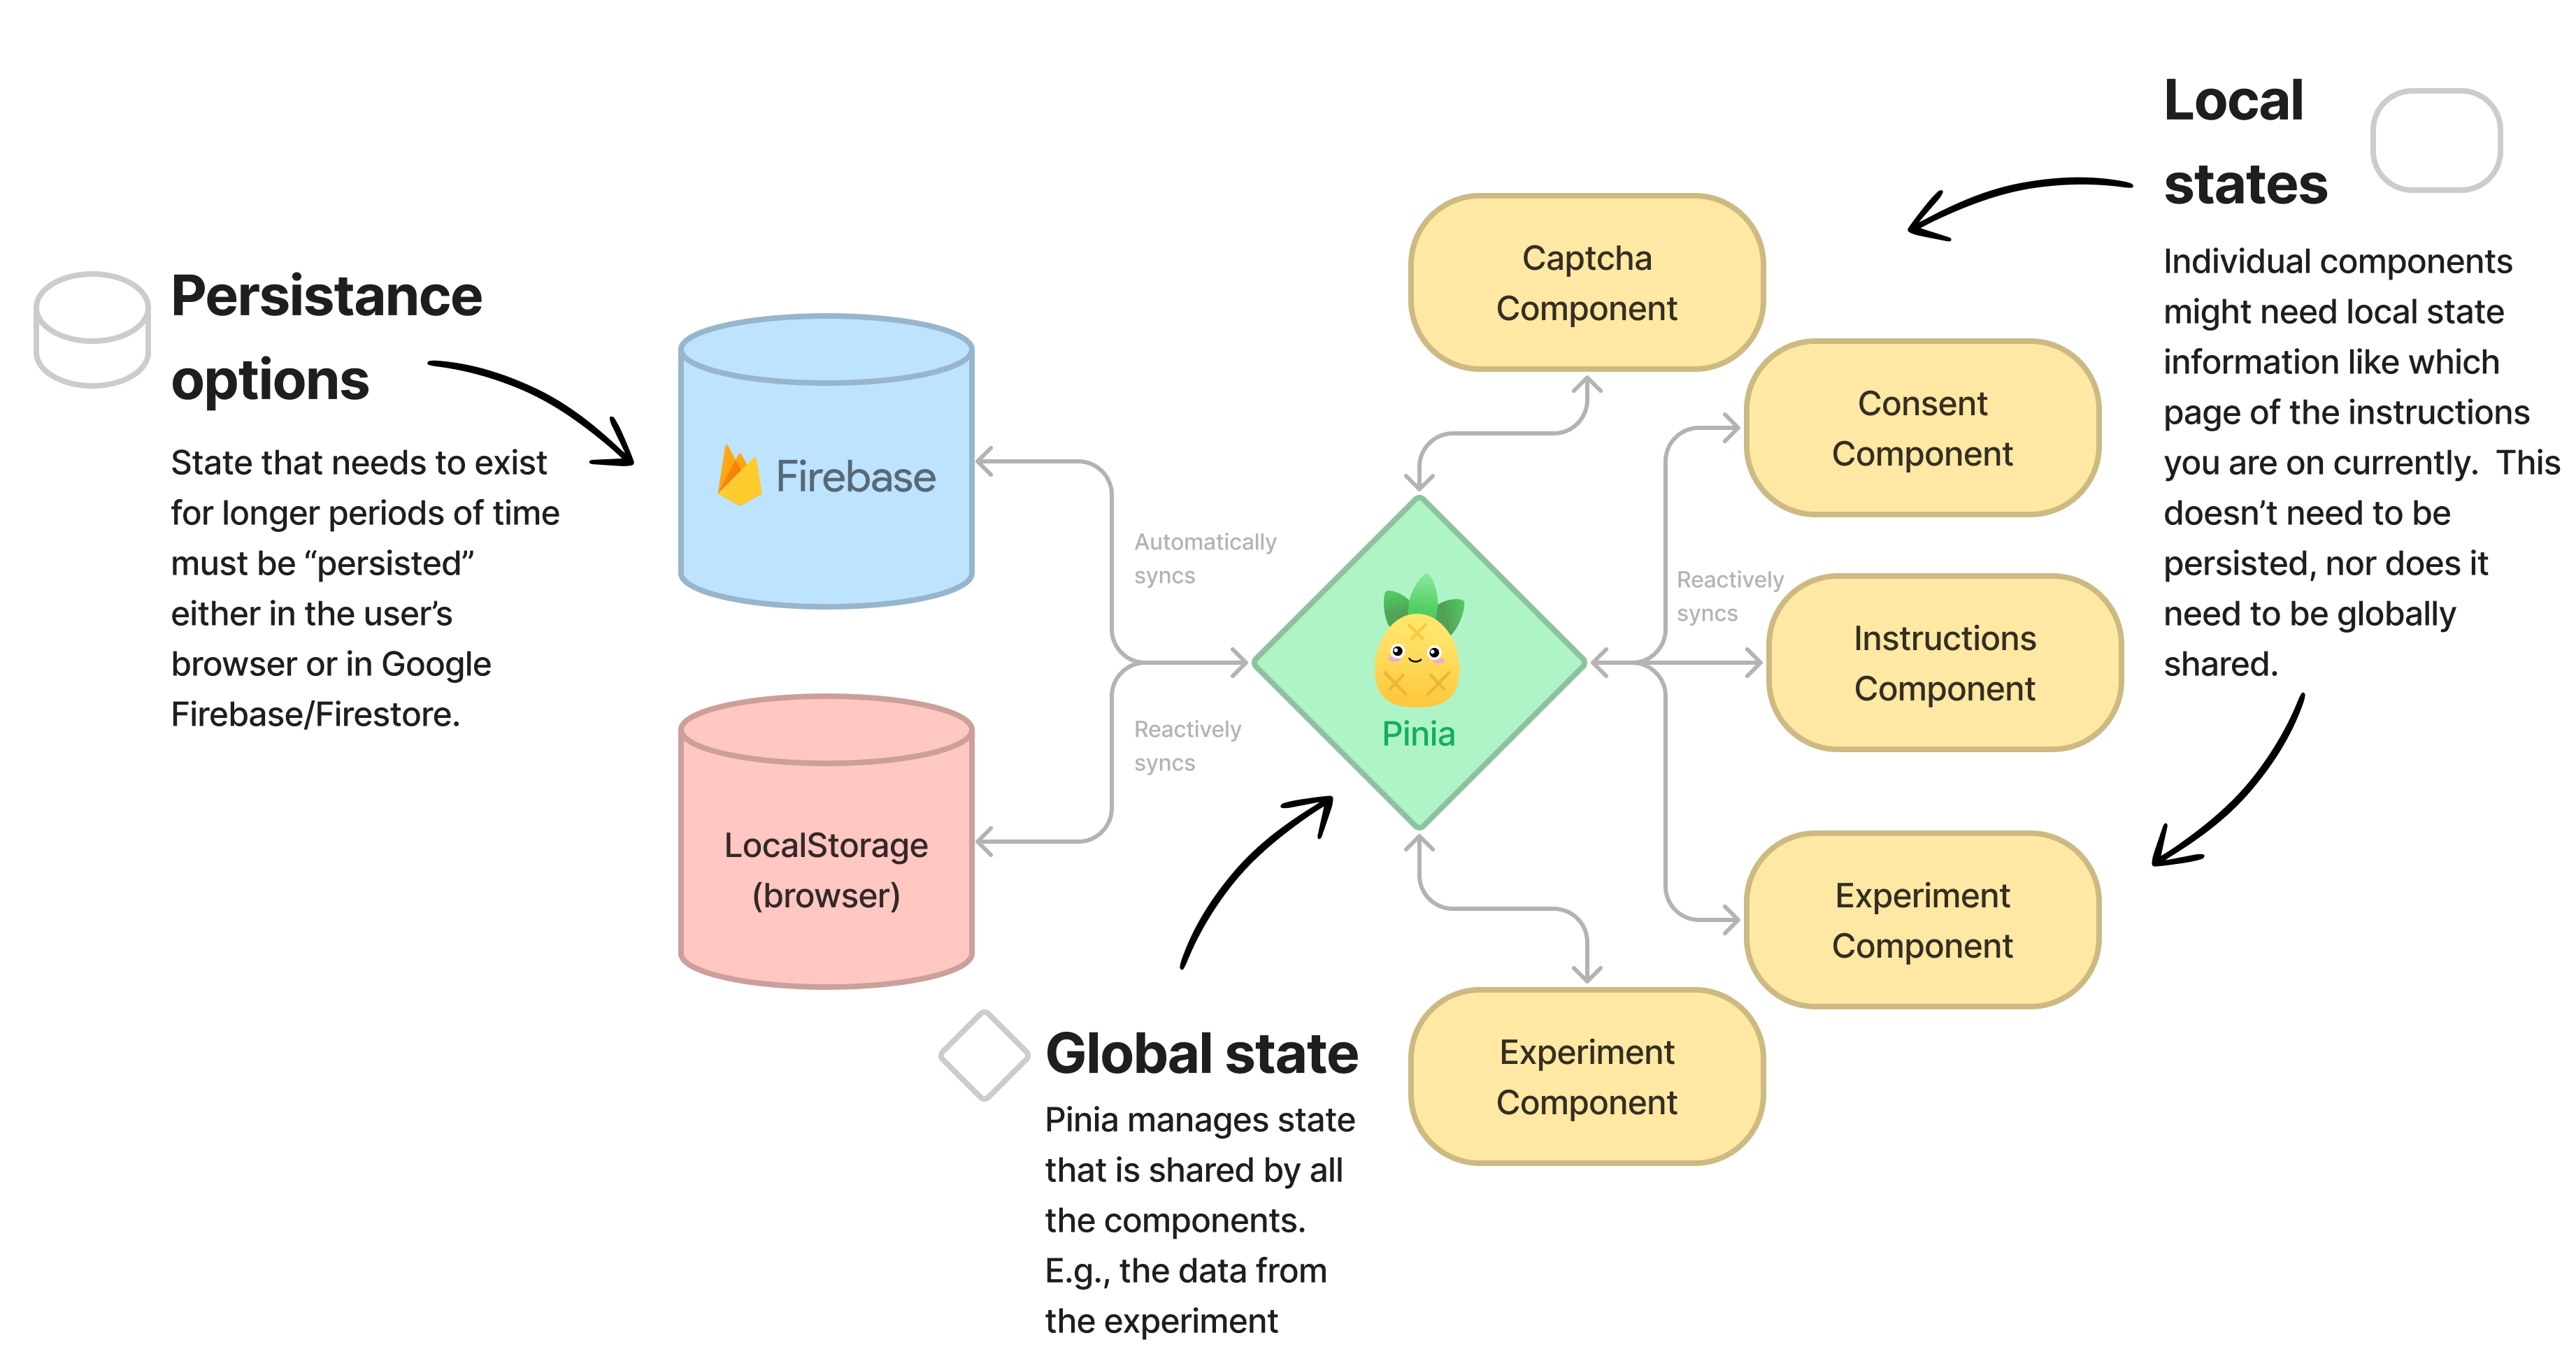 Persistance
options
State that needs to exist
for longer periods of time
must be “persisted”
either in the user’s
browser or in Google
Firebase/Firestore.
Firebase
LocalStorage
(browser)
Automatically
syncs
Reactively
syncs
Pinia
Global state
Pinia manages state
that is shared by all
the components.
E.g., the data from
the experiment
Captcha
Component
Consent
Component
Reactively
syncs
Instructions
Component
Experiment
Component
Experiment
Component
Local
states
Individual components
might need local state
information like which
page of the instructions
you are on currently.  This
doesn’t need to be
persisted, nor does it
need to be globally
shared.